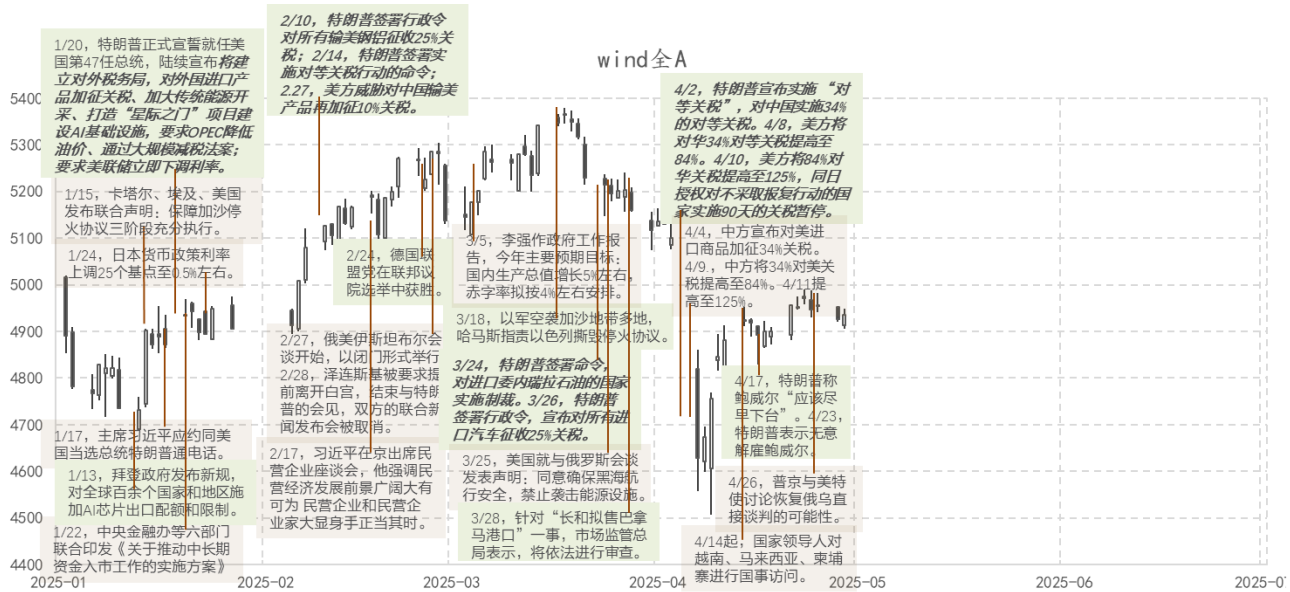 wind全A
1/20，特朗普正式宣誓就任美
国第47任总统，陆续宣布将建
立对外税务局，对外国进口产
品加征关税、加大传统能源开
采、打造“星际之门”项目建
设AI基础设施，要求OPEC降低
油价、通过大规模减税法案；
要求美联储立即下调利率。
1/15，卡塔尔、埃及、美国
发布联合声明：保障加沙停
火协议三阶段充分执行。
1/24，日本货币政策利率
上调25个基点至0.5%左右。
1/17，主席习近平应约同美
国当选总统特朗普通电话。
1/13，拜登政府发布新规，
对全球百余个国家和地区施
加AI芯片出口配额和限制。
1/22，中央金融办等六部门
联合印发《关于推动中长期
资金入市工作的实施方案》
2/10，特朗普签署行政令
对所有输美钢铝征收25%关
税；2/14，特朗普签署实
施对等关税行动的命令；
2.27，美方威胁对中国输美
产品再加征10%关税。
2/24，德国联
盟党在联邦议
院选举中获胜。
2/27，俄美伊斯坦布尔会
谈开始，以闭门形式举行
2/28，泽连斯基被要求提
前离开白宫，结束与特朗
普的会见，双方的联合新
闻发布会被取消。
2/17，习近平在京出席民
营企业座谈会，他强调民
营经济发展前景广阔大有
可为 民营企业和民营企
业家大显身手正当其时。
3/5，李强作政府工作报
告，今年主要预期目标：
国内生产总值增长5%左右，
赤字率拟按4%左右安排。
3/18，以军空袭加沙地带多地，
哈马斯指责以色列撕毁停火协议。
3/24，特朗普签署命令，
对进口委内瑞拉石油的国家
实施制裁。3/26，特朗普
签署行政令，宣布对所有进
口汽车征收25%关税。
3/25，美国就与俄罗斯会谈
发表声明：同意确保黑海航
行安全，禁止袭击能源设施。
3/28，针对“长和拟售巴拿
马港口”一事，市场监管总
局表示，将依法进行审查。
4/2，特朗普宣布实施“对
等关税”，对中国实施34%
的对等关税。4/8，美方将
对华34%对等关税提高至
84%。4/10，美方将84%对
华关税提高至125%，同日
授权对不采取报复行动的国
家实施90天的关税暂停。
4/4，中方宣布对美进
口商品加征34%关税。
4/9，中方将34%对美关
税提高至84%。4/11提
高至125%。
4/17，特朗普称
鲍威尔“应该尽
早下台”。4/23，
特朗普表示无意
解雇鲍威尔。
4/26，普京与美特
使讨论恢复俄乌直
接谈判的可能性。
4/14起，国家领导人对
越南、马来西亚、柬埔
寨进行国事访问。
5400
5300
5200
5100
5000
4900
4800
4700
4600
4500
4400
2025-01
2025-02
2025-03
2025-04
2025-05
2025-06
2025-0